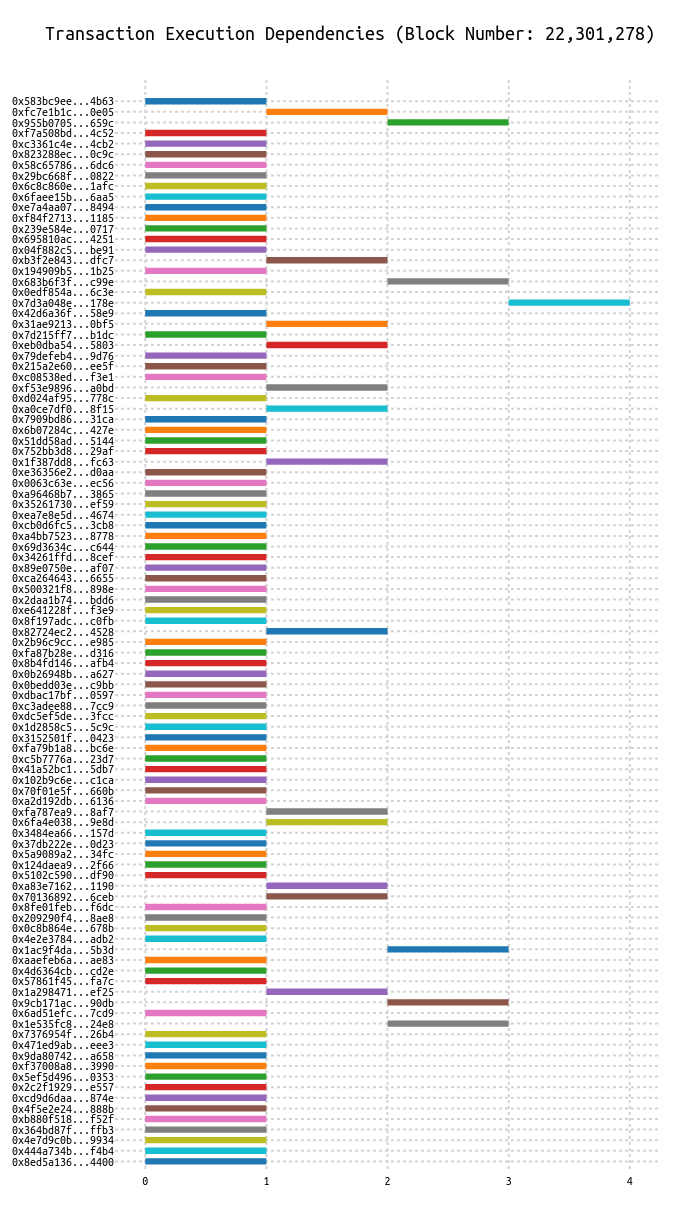 Transaction Execution Dependencies (Block Number: 22,301,278)
0x583bc9ee...4b63
0xfc7e1b1c...0e05
0x955b0705...659c
0xf7a508bd...4c52
0xc3361c4e...4cb2
0x823288ec...0c9c
0x58c65786...6dc6
0x29bc668f...0822
0x6c8c860e...1afc
0x6faee15b...6aa5
0xe7a4aa07...8494
0xf84f2713...1185
0x239e584e...0717
0x695810ac...4251
0x04f882c5...be91
0xb3f2e843...dfc7
0x194909b5...1b25
0x683b6f3f...c99e
0x0edf854a...6c3e
0x7d3a048e...178e
0x42d6a36f...58e9
0x31ae9213...0bf5
0x7d215ff7...b1dc
0xeb0dba54...5803
0x79defeb4...9d76
0x215a2e60...ee5f
0xc08538ed...f3e1
0xf53e9896...a0bd
0xd024af95...778c
0xa0ce7df0...8f15
0x7909bd86...31ca
0x6b07284c...427e
0x51dd58ad...5144
0x752bb3d8...29af
0x1f387dd8...fc63
0xe36356e2...d0aa
0x0063c63e...ec56
0xa96468b7...3865
0x35261730...ef59
0xea7e8e5d...4674
0xcb0d6fc5...3cb8
0xa4bb7523...8778
0x69d3634c...c644
0x34261ffd...8cef
0x89e0750e...af07
0xca264643...6655
0x500321f8...898e
0x2daa1b74...bdd6
0xe641228f...f3e9
0x8f197adc...c0fb
0x82724ec2...4528
0x2b96c9cc...e985
0xfa87b28e...d316
0x8b4fd146...afb4
0x0b26948b...a627
0x0bedd03e...c9bb
0xdbac17bf...0597
0xc3adee88...7cc9
0xdc5ef5de...3fcc
0x1d2858c5...5c9c
0x3152501f...0423
0xfa79b1a8...bc6e
0xc5b7776a...23d7
0x41a52bc1...5db7
0x102b9c6e...c1ca
0x70f01e5f...660b
0xa2d192db...6136
0xfa787ea9...8af7
0x6fa4e038...9e8d
0x3484ea66...157d
0x37db222e...0d23
0x5a9089a2...34fc
0x124daea9...2f66
0x5102c590...df90
0xa83e7162...1190
0x70136892...6ceb
0x8fe01feb...f6dc
0x209290f4...8ae8
0x0c8b864e...678b
0x4e2e3784...adb2
0x1ac9f4da...5b3d
0xaaefeb6a...ae83
0x4d6364cb...cd2e
0x57861f45...fa7c
0x1a298471...ef25
0x9cb171ac...90db
0x6ad51efc...7cd9
0x1e535fc8...24e8
0x7376954f...26b4
0x471ed9ab...eee3
0x9da80742...a658
0xf37008a8...3990
0x5ef5d496...0353
0x2c2f1929...e557
0xcd9d6daa...874e
0x4f5e2e24...888b
0xb880f518...f52f
0x364bd87f...ffb3
0x4e7d9c0b...9934
0x444a734b...f4b4
0x8ed5a136...4400
0 1 2 3 4